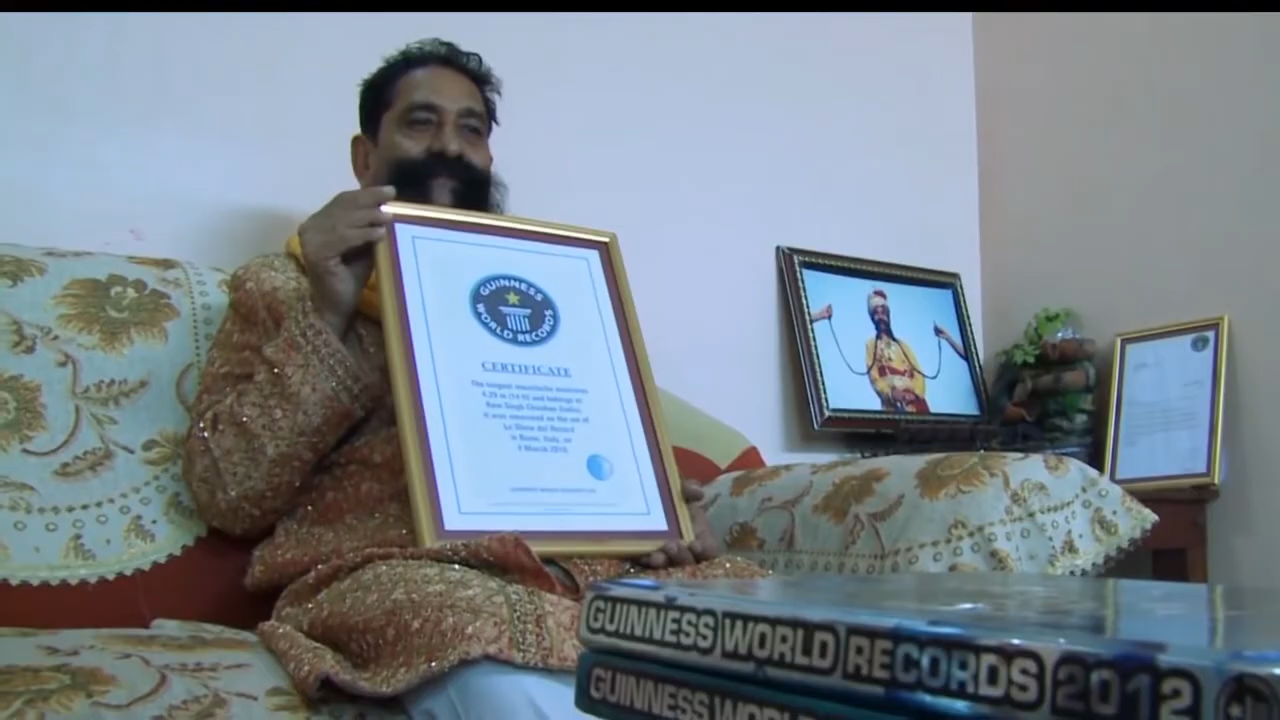 GUINNESS
WORLD RECORDS
CERTIFICATE
The longest moustache measures
4.29 m (14 ft) and belongs to
Ram Singh Chauhan (India).
It was measured on the set of
Lo Show dei Record
in Rome, Italy, on
4 March 2010
GUINNESS WORLD RECORDS 2012
GUINNESS WORLD